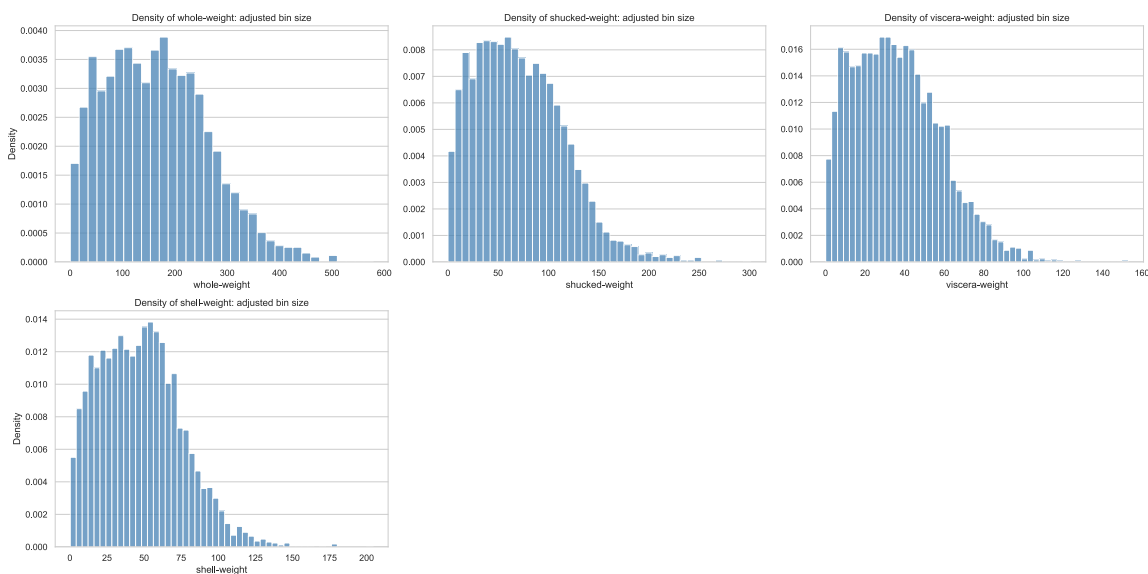 Density of whole-weight: adjusted bin size
Density
0.0040
0.0035
0.0030
0.0025
0.0020
0.0015
0.0010
0.0005
0.0000
0 100 200 300 400 500 600
whole-weight
Density of shucked-weight: adjusted bin size
0.008
0.007
0.006
0.005
0.004
0.003
0.002
0.001
0.000
0 50 100 150 200 250 300
shucked-weight
Density of viscera-weight: adjusted bin size
0.016
0.014
0.012
0.010
0.008
0.006
0.004
0.002
0.000
0 20 40 60 80 100 120 140 160
viscera-weight
Density of shell-weight: adjusted bin size
Density
0.014
0.012
0.010
0.008
0.006
0.004
0.002
0.000
0 25 50 75 100 125 150 175 200
shell-weight